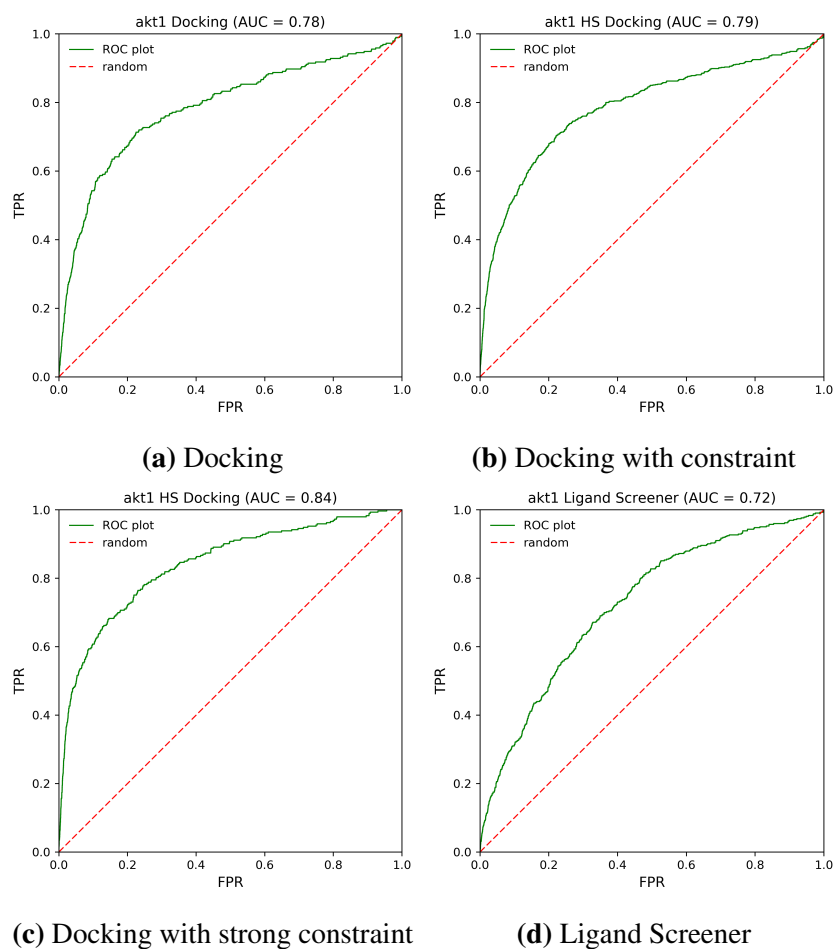 akt1 Docking (AUC = 0.78)
1.0
0.8
0.6
0.4
0.2
0.0
TPR
ROC plot
random
0.0 0.2 0.4 0.6 0.8 1.0
FPR
(a) Docking
akt1 HS Docking (AUC = 0.79)
1.0
0.8
0.6
0.4
0.2
0.0
TPR
ROC plot
random
0.0 0.2 0.4 0.6 0.8 1.0
FPR
(b) Docking with constraint
akt1 HS Docking (AUC = 0.84)
1.0
0.8
0.6
0.4
0.2
0.0
TPR
ROC plot
random
0.0 0.2 0.4 0.6 0.8 1.0
FPR
(c) Docking with strong constraint
akt1 Ligand Screener (AUC = 0.72)
1.0
0.8
0.6
0.4
0.2
0.0
TPR
ROC plot
random
0.0 0.2 0.4 0.6 0.8 1.0
FPR
(d) Ligand Screener